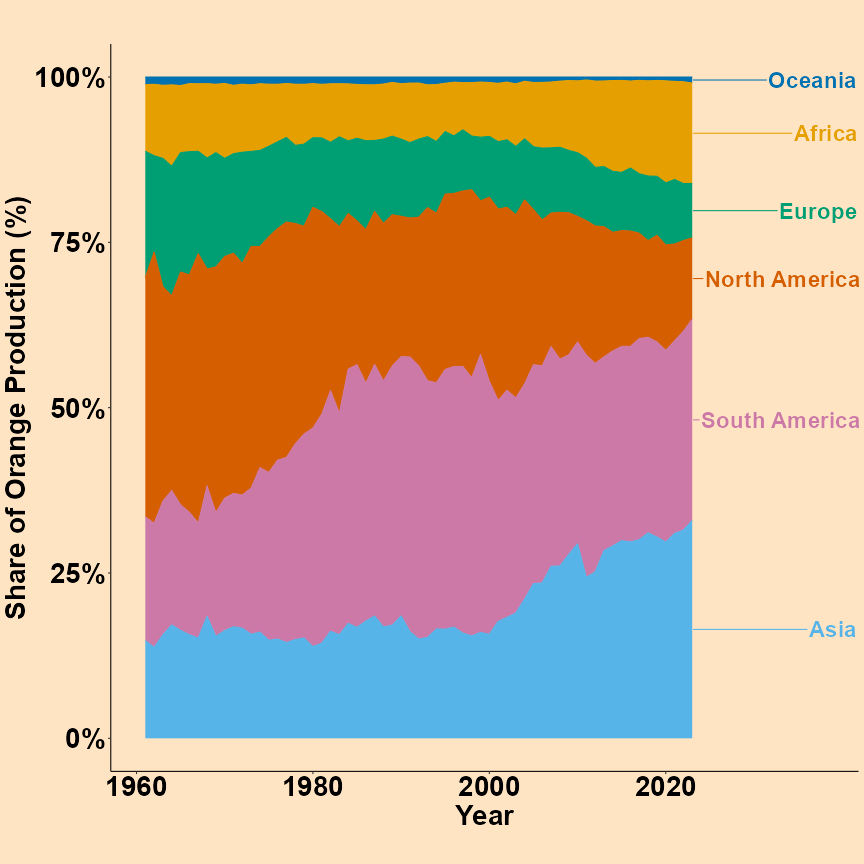 100%
75%
50%
25%
0%
Share of Orange Production (%)
1960
1980
2000
2020
Year
Oceania
Africa
Europe
North America
South America
Asia